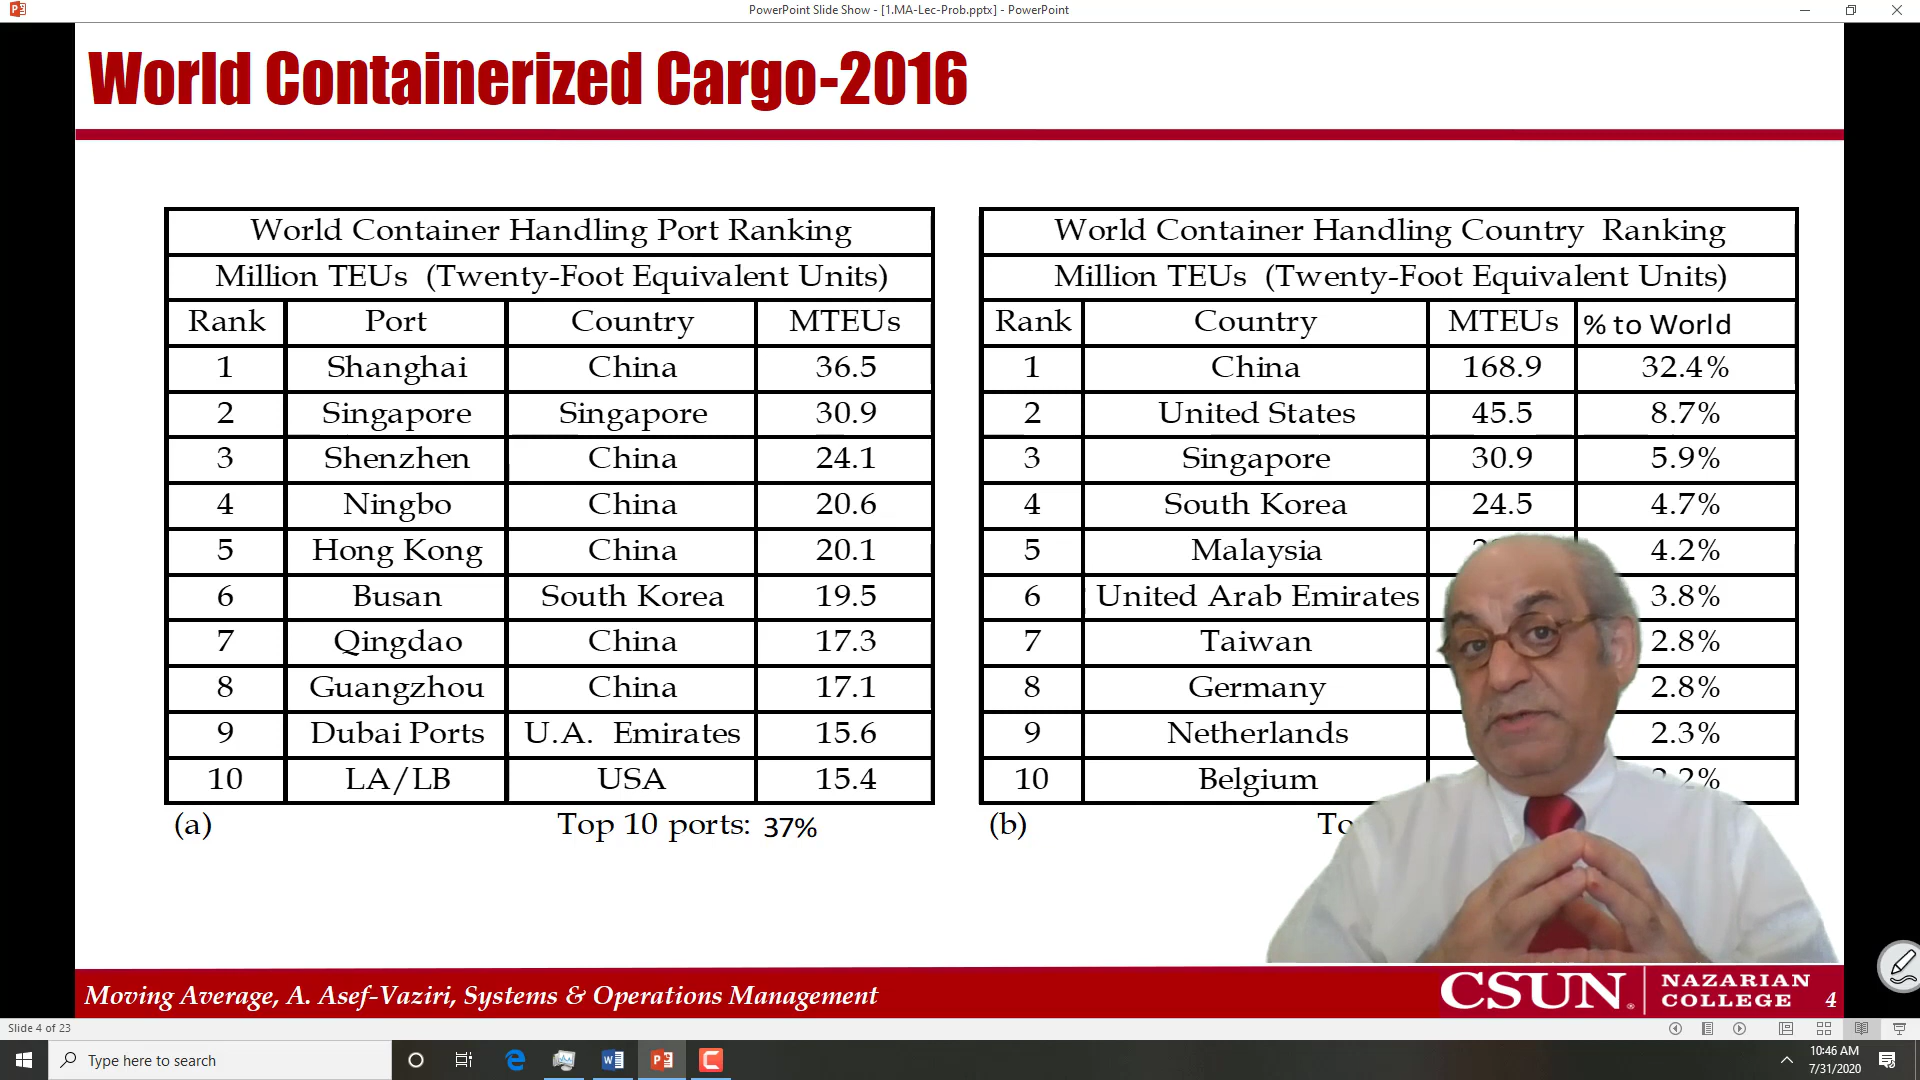 PowerPoint Slide Show - [1.MA-Lec-Prob.pptx] - PowerPoint
World Containerized Cargo-2016
World Container Handling Port Ranking
Million TEUs (Twenty-Foot Equivalent Units)
Rank Port Country MTEUs
1 Shanghai China 36.5
2 Singapore Singapore 30.9
3 Shenzhen China 24.1
4 Ningbo China 20.6
5 Hong Kong China 20.1
6 Busan South Korea 19.5
7 Qingdao China 17.3
8 Guangzhou China 17.1
9 Dubai Ports U.A. Emirates 15.6
10 LA/LB USA 15.4
(a) Top 10 ports: 37%
World Container Handling Country Ranking
Million TEUs (Twenty-Foot Equivalent Units)
Rank Country MTEUs % to World
1 China 168.9 32.4%
2 United States 45.5 8.7%
3 Singapore 30.9 5.9%
4 South Korea 24.5 4.7%
5 Malaysia 4.2%
6 United Arab Emirates 3.8%
7 Taiwan 2.8%
8 Germany 2.8%
9 Netherlands 2.3%
10 Belgium
(b)
Moving Average, A. Asef-Vaziri, Systems & Operations Management
CSUN NAZARIAN COLLEGE 4
Slide 4 of 23
Type here to search
10:46 AM
7/31/2020